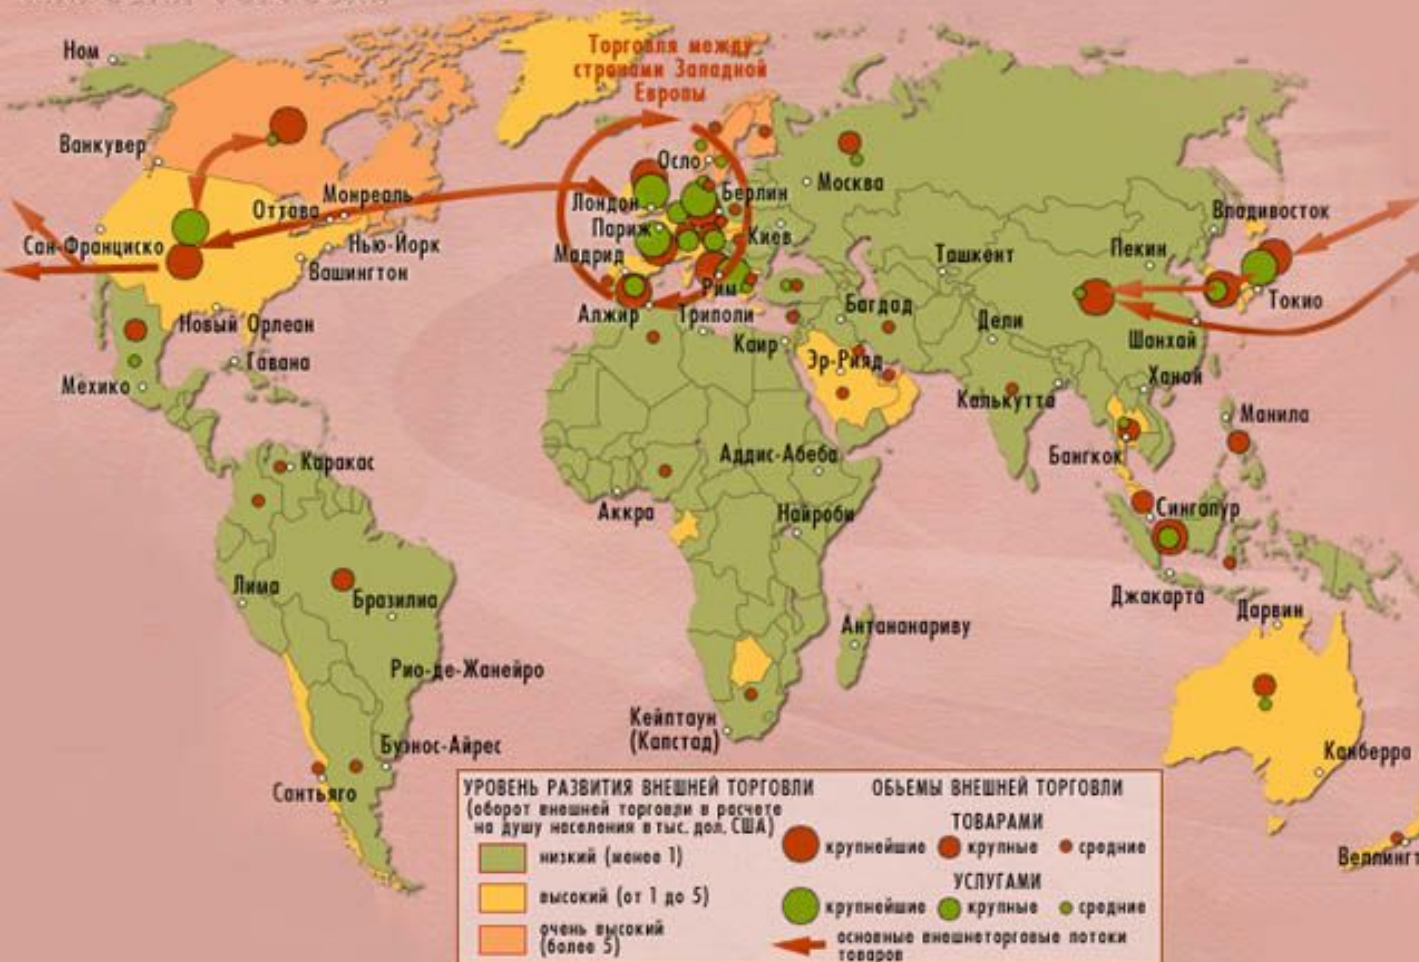 Ном
Торговля между
странами Западной
Европы
Ванкувер
Осло
Москва
Берлин
Монреаль
Оттава
Лондон
Владивосток
Сан-Франциско
Нью-Йорк
Париж
Киев
Пекин
Вашингтон
Мадрид
Ташкент
Рим
Багдад
Токио
Новый Орлеан
Алжир
Триполи
Дели
Каир
Шанхай
Гавана
Эр-Рияд
Ханой
Мехико
Калькутта
Манила
Каракас
Аддис-Абеба
Бангкок
Аккра
Найроби
Сингапур
Лима
Бразилиа
Джакарта
Дарвин
Антананариву
Рио-де-Жанейро
Кейптаун
(Капстад)
Буэнос-Айрес
Канберра
Сантьяго
Веллингт
УРОВЕНЬ РАЗВИТИЯ ВНЕШНЕЙ ТОРГОВЛИ
(оборот внешней торговли в расчете
на душу населения в тыс. дол. США)
низкий (менее 1)
высокий (от 1 до 5)
очень высокий
(более 5)
ОБЬЕМЫ ВНЕШНЕЙ ТОРГОВЛИ
ТОВАРАМИ
крупнейшие крупные средние
УСЛУГАМИ
крупнейшие крупные средние
основные внешнеторговые потоки
товаров